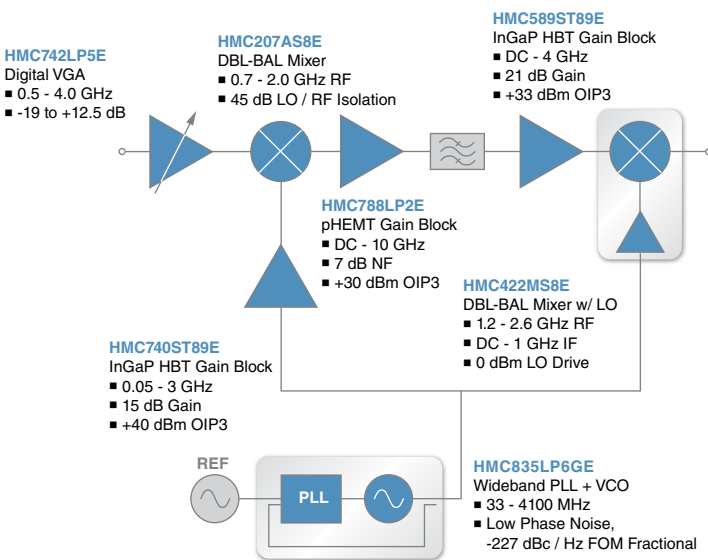 HMC742LP5E
Digital VGA
■ 0.5 - 4.0 GHz
■ -19 to +12.5 dB
HMC207AS8E
DBL-BAL Mixer
■ 0.7 - 2.0 GHz RF
■ 45 dB LO / RF Isolation
HMC589ST89E
InGaP HBT Gain Block
■ DC - 4 GHz
■ 21 dB Gain
■ +33 dBm OIP3
HMC788LP2E
pHEMT Gain Block
■ DC - 10 GHz
■ 7 dB NF
■ +30 dBm OIP3
HMC422MS8E
DBL-BAL Mixer w/ LO
■ 1.2 - 2.6 GHz RF
■ DC - 1 GHz IF
■ 0 dBm LO Drive
HMC740ST89E
InGaP HBT Gain Block
■ 0.05 - 3 GHz
■ 15 dB Gain
■ +40 dBm OIP3
REF
PLL
HMC835LP6GE
Wideband PLL + VCO
■ 33 - 4100 MHz
■ Low Phase Noise,
-227 dBc / Hz FOM Fractional